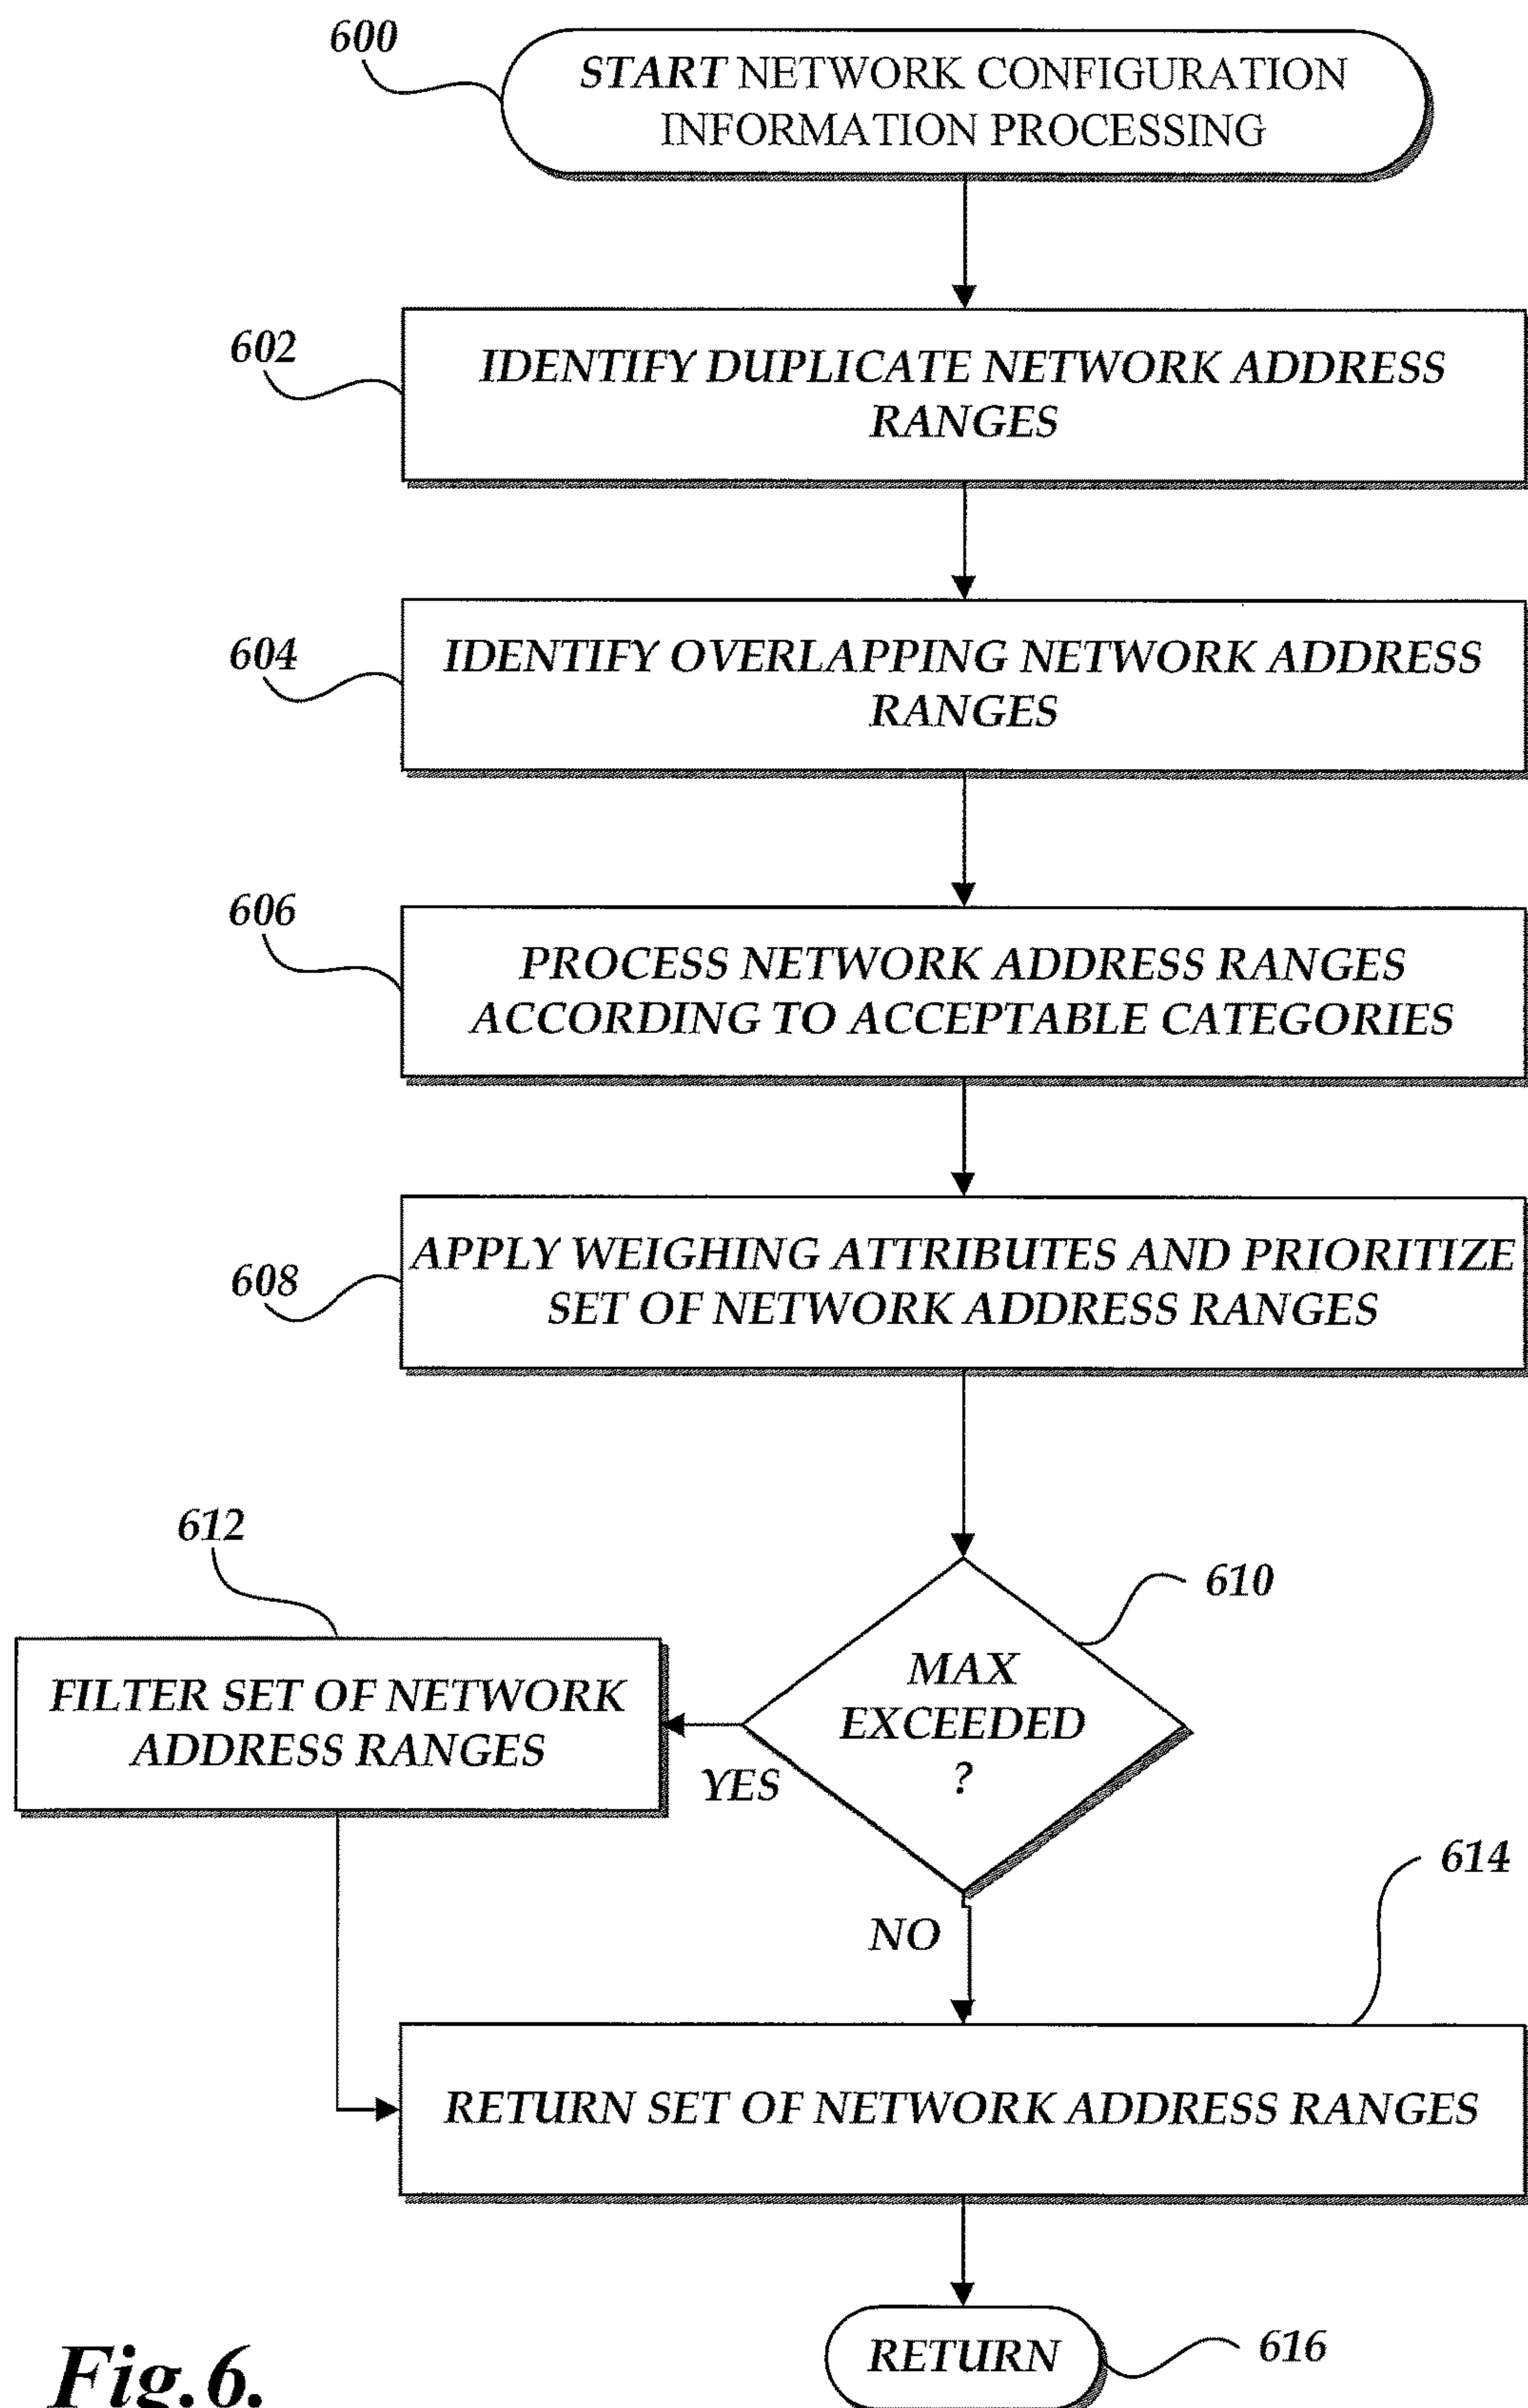 600
START NETWORK CONFIGURATION
INFORMATION PROCESSING
602
IDENTIFY DUPLICATE NETWORK ADDRESS
RANGES
604
IDENTIFY OVERLAPPING NETWORK ADDRESS
RANGES
606
PROCESS NETWORK ADDRESS RANGES
ACCORDING TO ACCEPTABLE CATEGORIES
608
APPLY WEIGHING ATTRIBUTES AND PRIORITIZE
SET OF NETWORK ADDRESS RANGES
612
610
FILTER SET OF NETWORK
ADDRESS RANGES
MAX
EXCEEDED
?
YES
NO
614
RETURN SET OF NETWORK ADDRESS RANGES
RETURN
616
Fig.6.